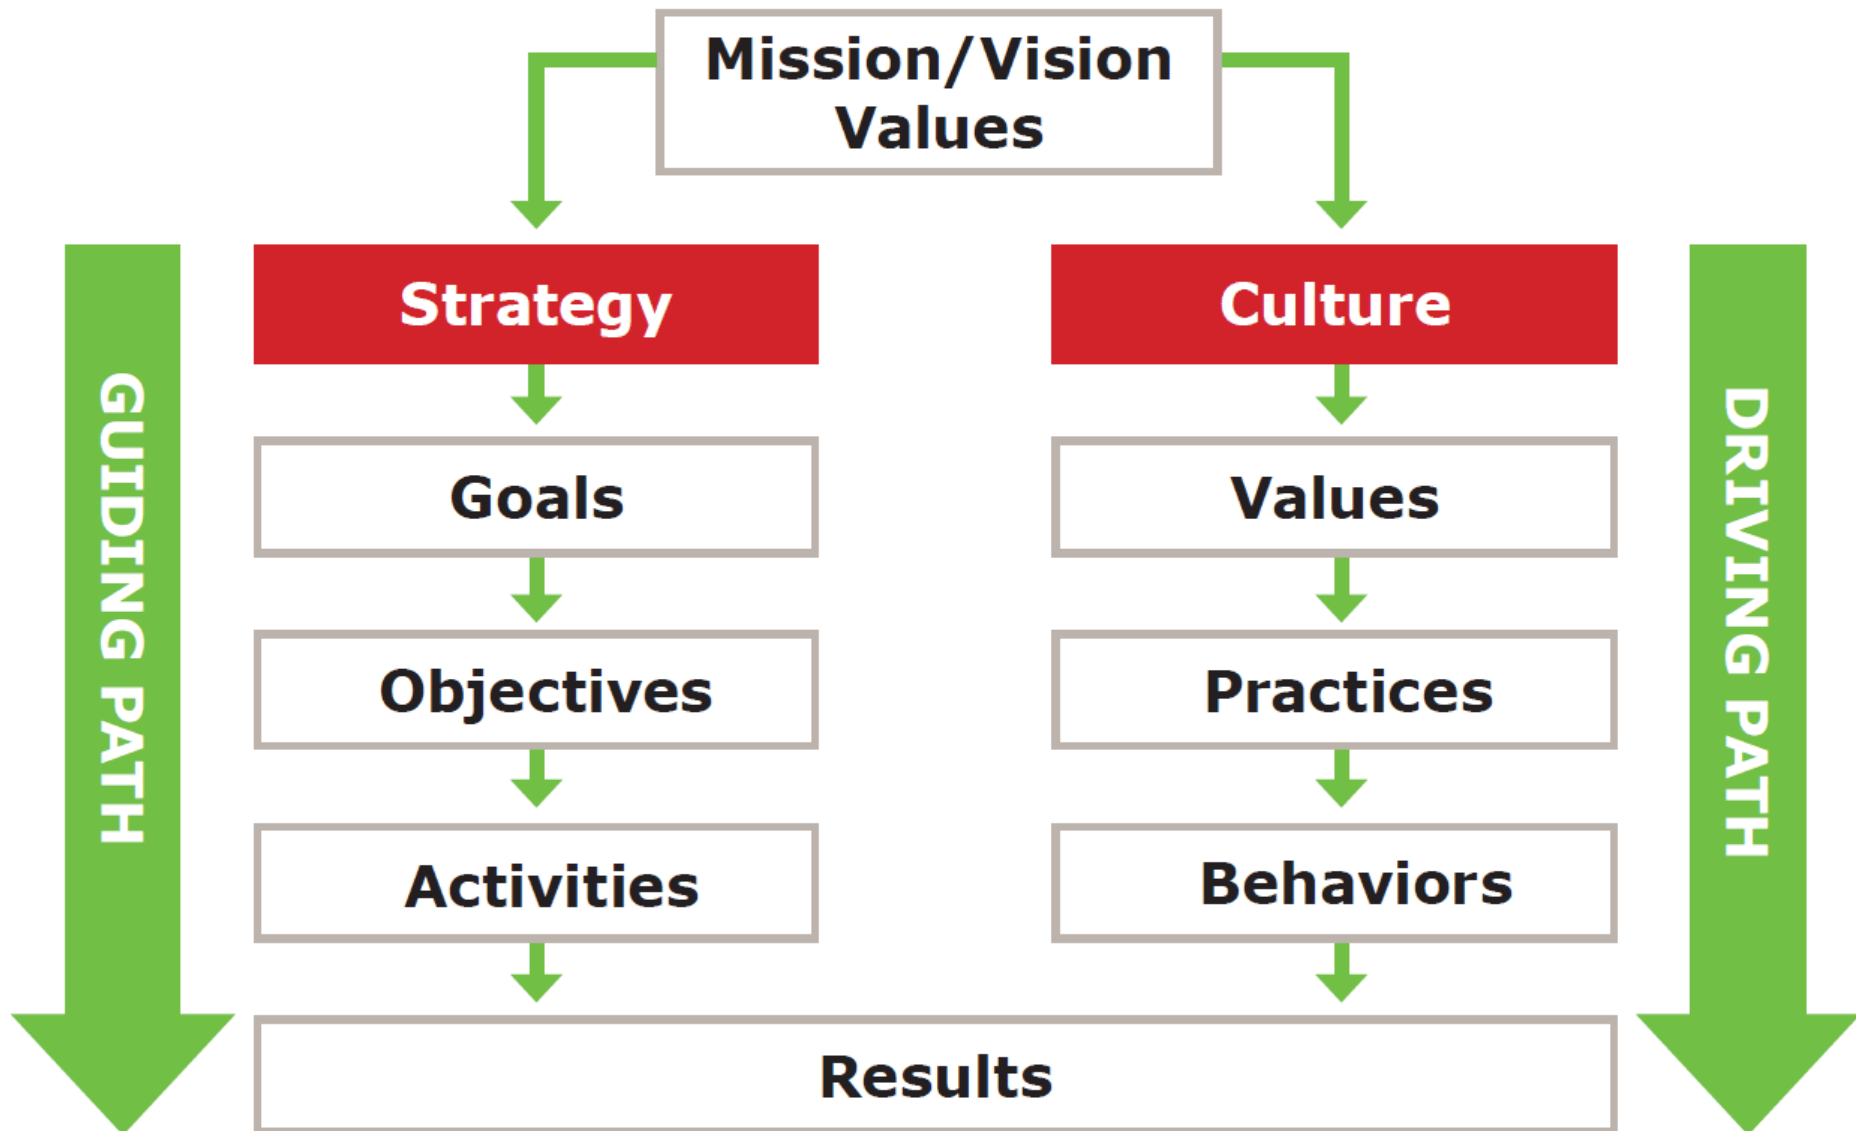 Mission/Vision
Values
Strategy
Culture
GUIDING PATH
DRIVING PATH
Goals
Values
Objectives
Practices
Activities
Behaviors
Results